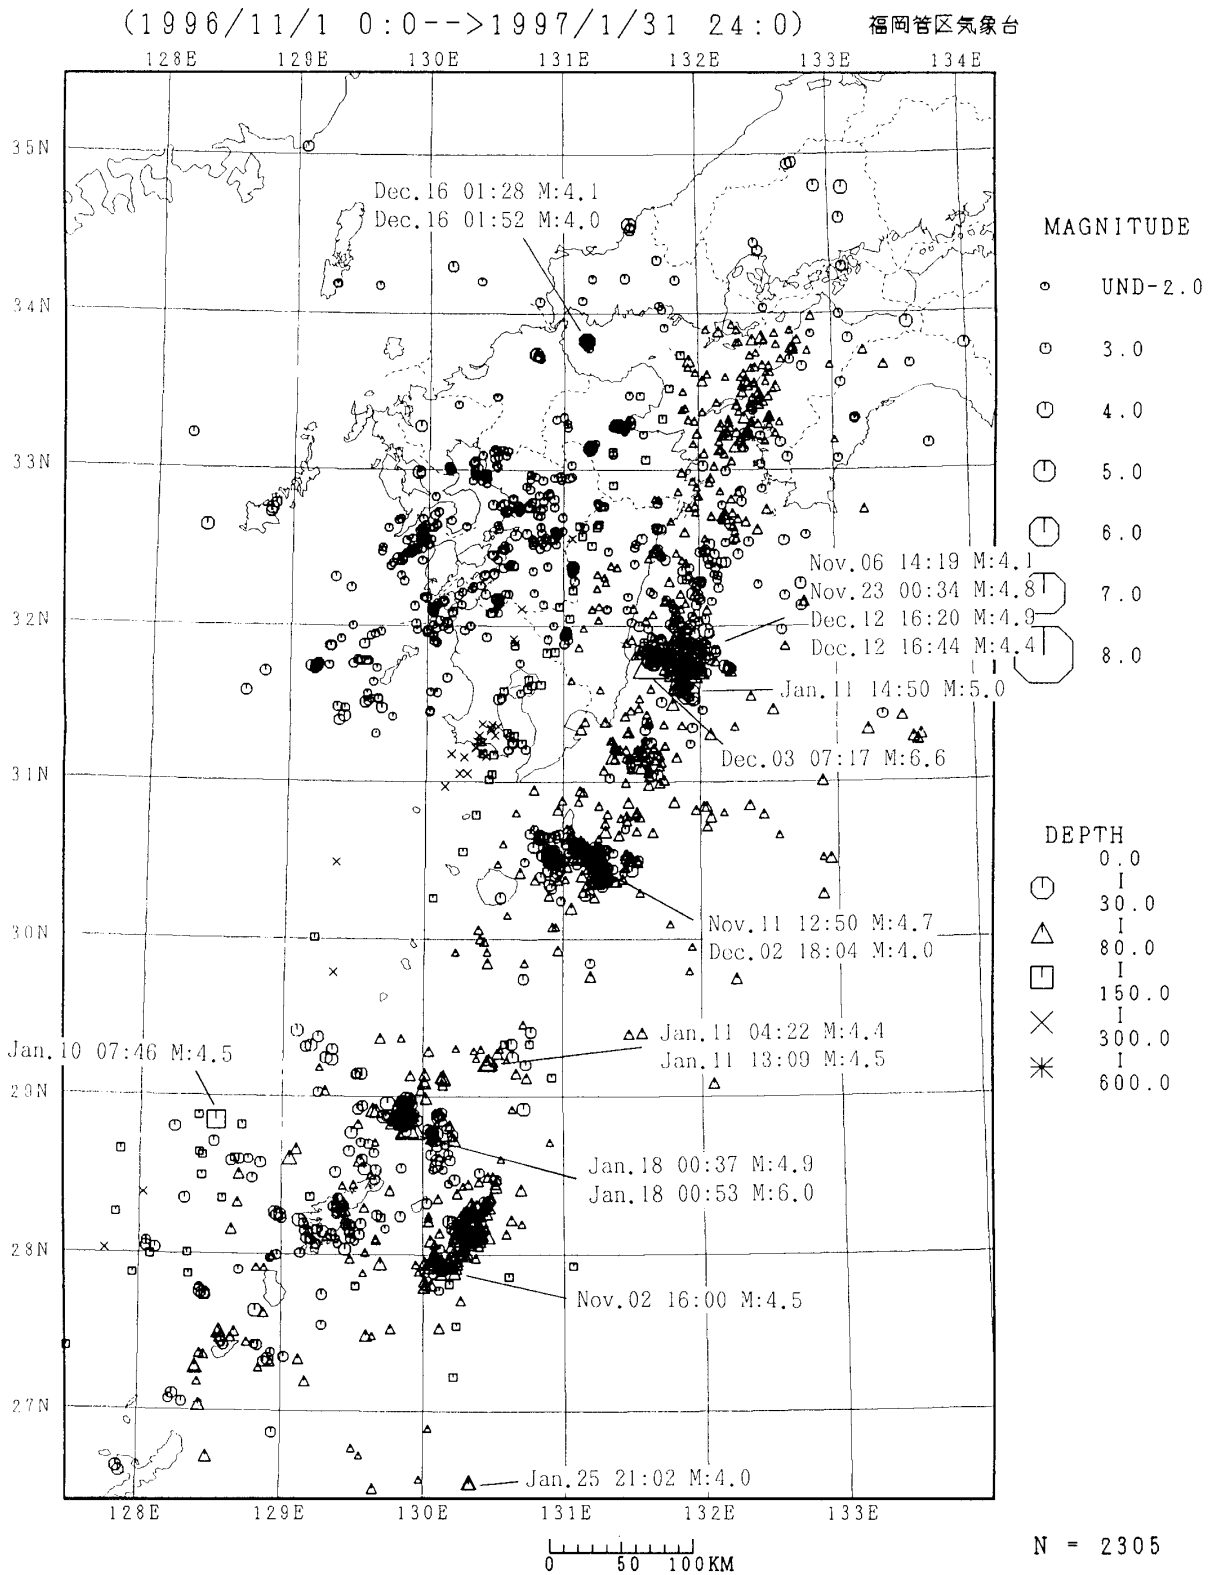 (1996/11/1 0:0-->1997/1/31 24:0) 福岡管区気象台
128E 129E 130E 131E 132E 133E 134E
35N
34N
33N
32N
31N
30N
29N
28N
27N
Dec.16 01:28 M:4.1
Dec.16 01:52 M:4.0
Nov.06 14:19 M:4.1
Nov.23 00:34 M:4.8
Dec.12 16:20 M:4.9
Dec.12 16:44 M:4.4
Jan.11 14:50 M:5.0
Dec.03 07:17 M:6.6
Nov.11 12:50 M:4.7
Dec.02 18:04 M:4.0
Jan.11 04:22 M:4.4
Jan.11 13:09 M:4.5
Jan.10 07:46 M:4.5
Jan.18 00:37 M:4.9
Jan.18 00:53 M:6.0
Nov.02 16:00 M:4.5
Jan.25 21:02 M:4.0
128E 129E 130E 131E 132E 133E
0 50 100KM
MAGNITUDE
UND-2.0
3.0
4.0
5.0
6.0
7.0
8.0
DEPTH
0.0
I
30.0
I
80.0
I
150.0
I
300.0
I
600.0
N = 2305